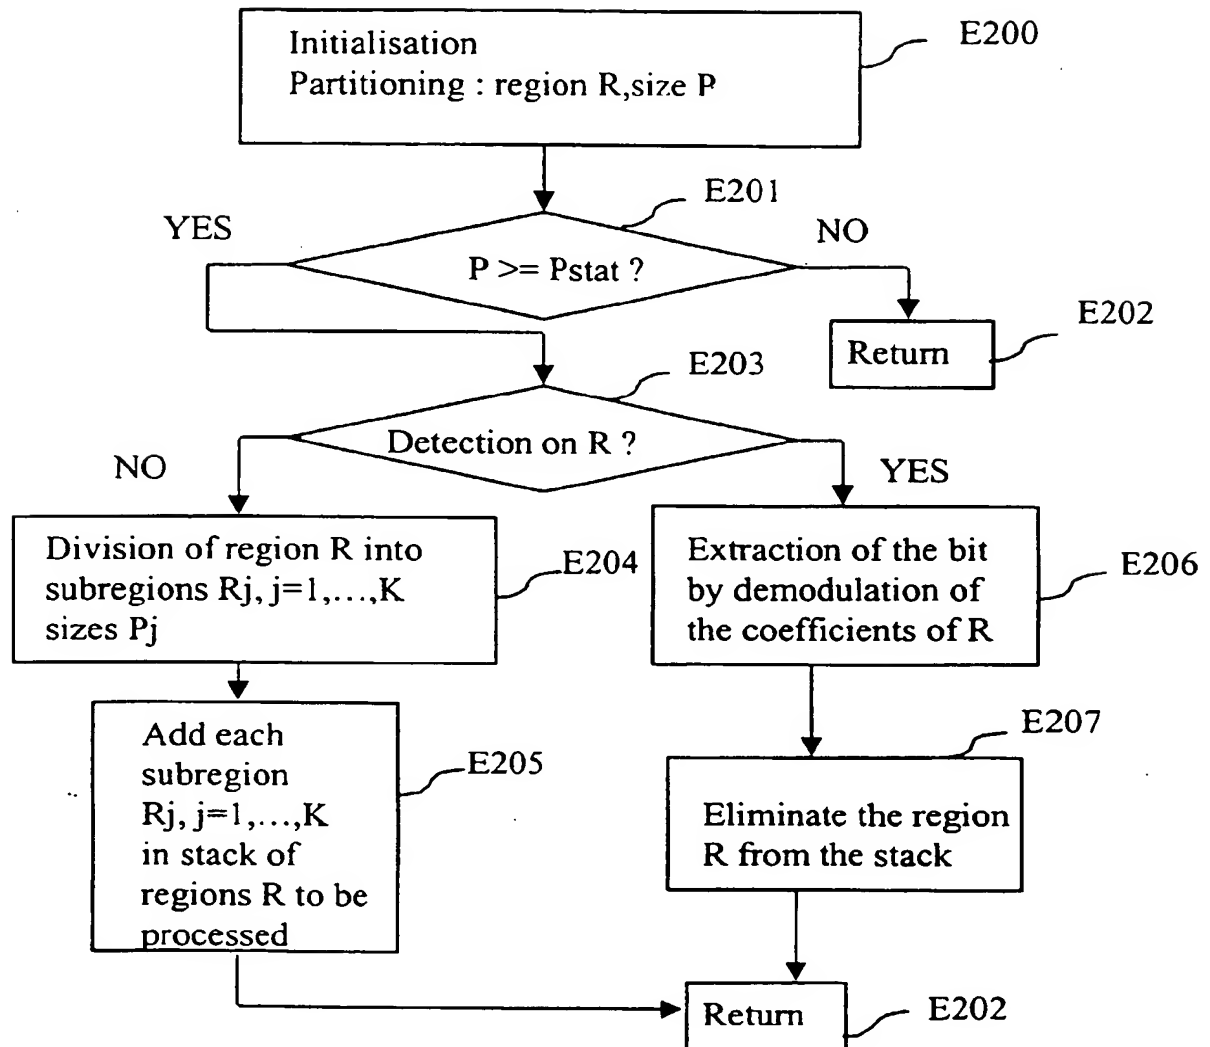 Initialisation
Partitioning : region R,size P
E200
E201
YES
NO
P >= Pstat ?
E202
Return
E203
Detection on R ?
NO
YES
Division of region R into
subregions Rj, j=1,...,K
sizes Pj
E204
Extraction of the bit
by demodulation of
the coefficients of R
E206
Add each
subregion
Rj, j=1,...,K
in stack of
regions R to be
processed
E205
E207
Eliminate the region
R from the stack
Return
E202